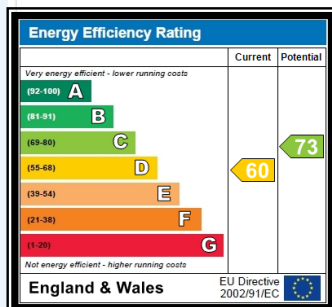 Energy Efficiency Rating
Current Potential
Very energy efficient - lower running costs
(92-100) A
(81-91) B
(69-80) C
73
(55-68) D
60
(39-54) E
(21-38) F
(1-20) G
Not energy efficient - higher running costs
England & Wales
EU Directive
2002/91/EC